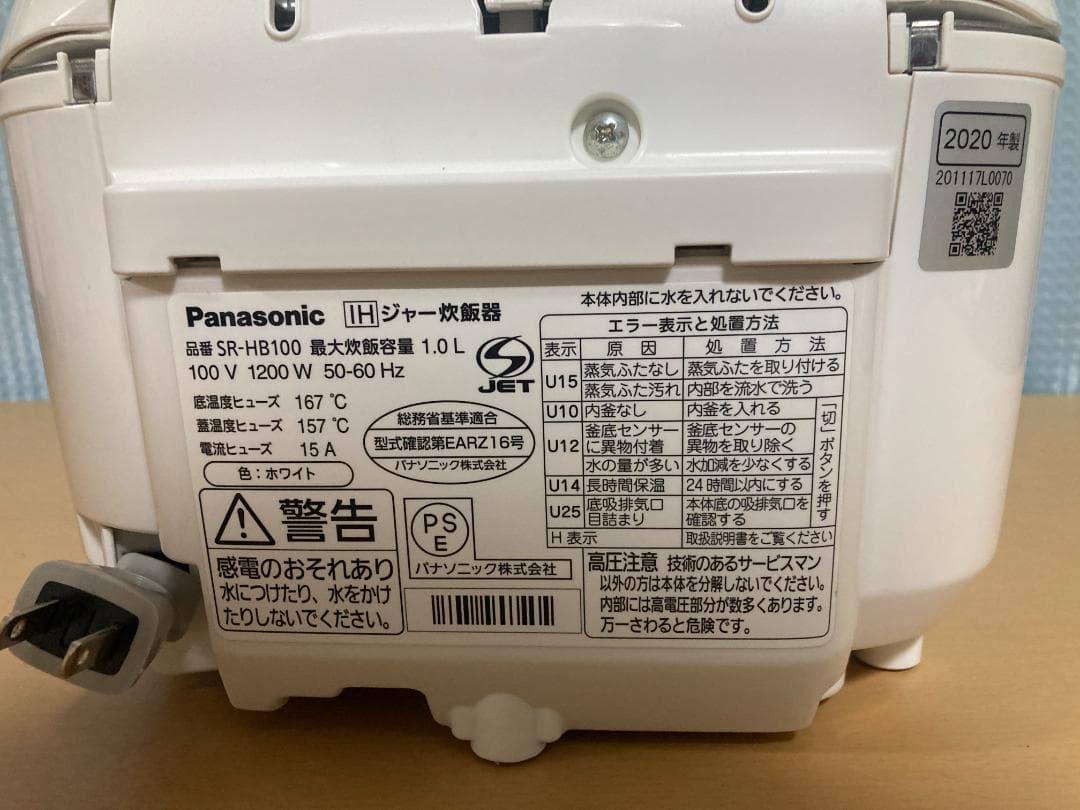 2020 年製
201117L0070
Panasonic IHジャー炊飯器
品番 SR-HB100 最大炊飯容量 1.0 L
100 V 1200 W 50-60 Hz
底温度ヒューズ 167 ℃
蓋温度ヒューズ 157 ℃
電流ヒューズ 15 A
色:ホワイト
S
JET
総務省基準適合
型式確認第EARZ16号
パナソニック株式会社
警告
感電のおそれあり
水につけたり、水をかけ
たりしないでください。
PS
E
パナソニック株式会社
本体内部に水を入れないでください。
エラー表示と処置方法
表示 原因 処置方法
U15 蒸気ふたなし 蒸気ふたを取り付ける
蒸気ふた汚れ 内部を流水で洗う
U10 内釜なし 内釜を入れる
U12 釜底センサーに異物付着 釜底センサーの異物を取り除く
水の量が多い 水加減を少なくする
U14 長時間保温 24時間以内にする
U25 底吸排気口目詰まり 本体底の吸排気口を確認する
「切」ボタンを押す
H 表示 取扱説明書をご覧ください
高圧注意 技術のあるサービスマン
以外の方は本体を分解しないでください。
内部には高電圧部分が数多くあります。
万一さわると危険です。